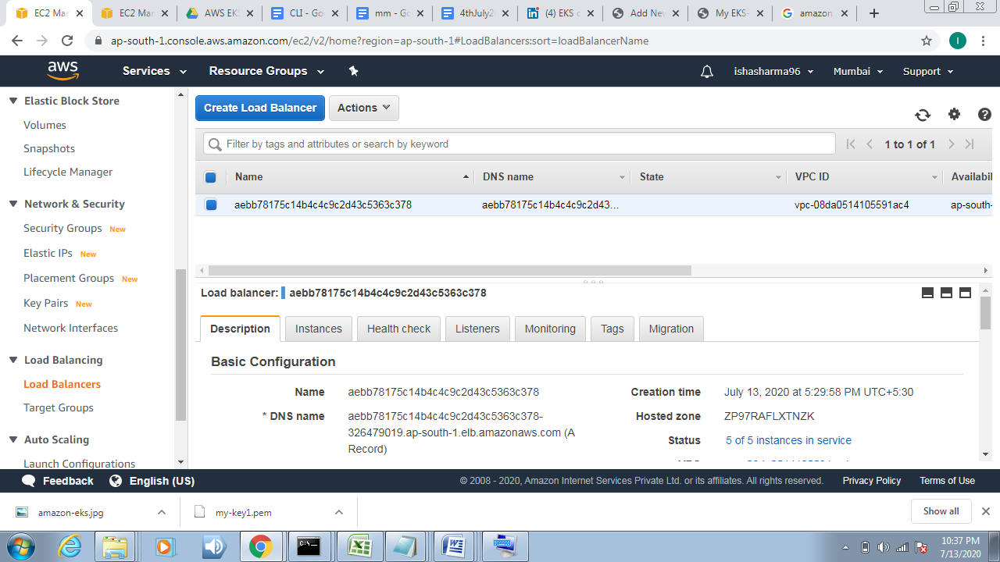 EC2 Mar
EC2 Mar
AWS EKS
CLI - Go
mm - Go
4thJuly2
(4) EKS c
Add New
My EKS-
amazon
ap-south-1.console.aws.amazon.com/ec2/v2/home?region=ap-south-1#LoadBalancers:sort=loadBalancerName
I
aws
Services
Resource Groups
ishasharma96
Mumbai
Support
Elastic Block Store
Volumes
Snapshots
Lifecycle Manager
Network & Security
Security Groups New
Elastic IPs New
Placement Groups New
Key Pairs New
Network Interfaces
Load Balancing
Load Balancers
Target Groups
Auto Scaling
Launch Configurations
Create Load Balancer
Actions
Filter by tags and attributes or search by keyword
1 to 1 of 1
Name DNS name State VPC ID Availabil
aebb78175c14b4c4c9c2d43c5363c378 aebb78175c14b4c4c9c2d43... vpc-08da0514105591ac4 ap-south-
Load balancer: aebb78175c14b4c4c9c2d43c5363c378
Description Instances Health check Listeners Monitoring Tags Migration
Basic Configuration
Name aebb78175c14b4c4c9c2d43c5363c378
* DNS name aebb78175c14b4c4c9c2d43c5363c378-
326479019.ap-south-1.elb.amazonaws.com (A
Record)
Creation time July 13, 2020 at 5:29:58 PM UTC+5:30
Hosted zone ZP97RAFLXTNZK
Status 5 of 5 instances in service
Feedback
English (US)
© 2008 - 2020, Amazon Internet Services Private Ltd. or its affiliates. All rights reserved.
Privacy Policy
Terms of Use
amazon-eks.jpg
my-key1.pem
Show all
10:37 PM
7/13/2020